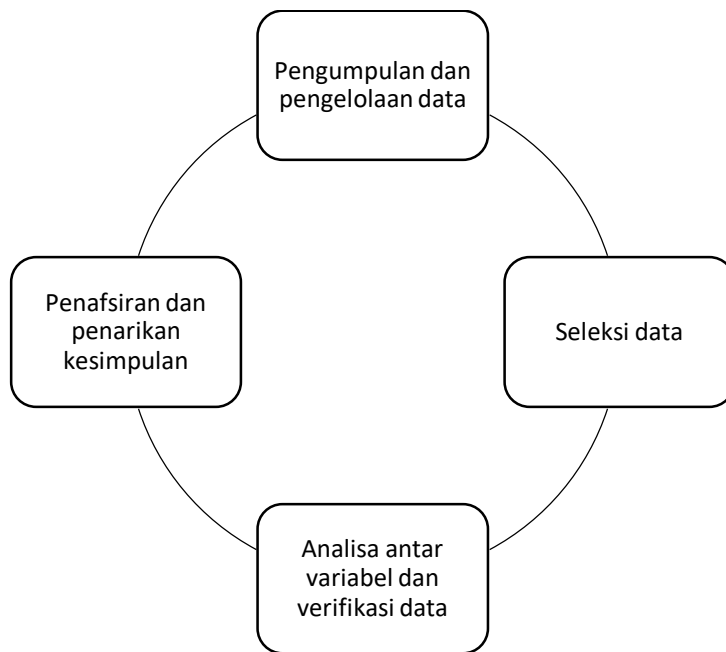 Pengumpulan dan
pengelolaan data
Seleksi data
Analisa antar
variabel dan
verifikasi data
Penafsiran dan
penarikan
kesimpulan